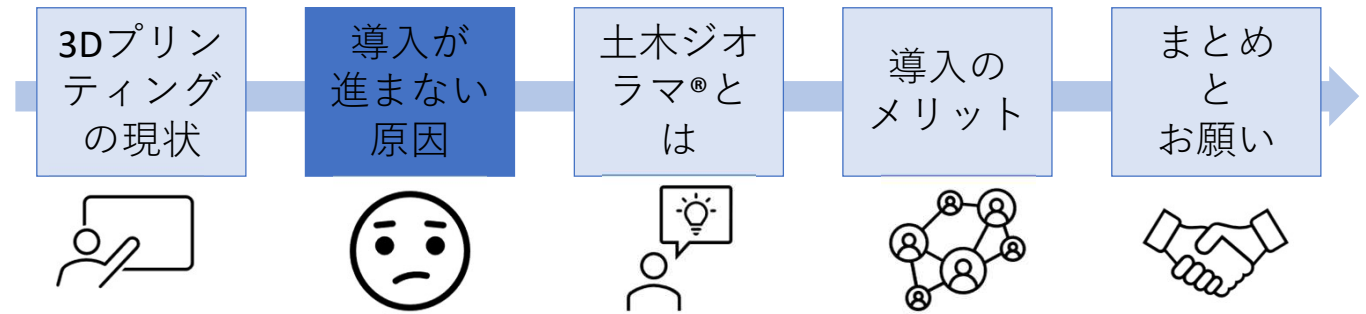 3Dプリン
ティング
の現状
導入が
進まない
原因
土木ジオ
ラマ®と
は
導入の
メリット
まとめ
と
お願い